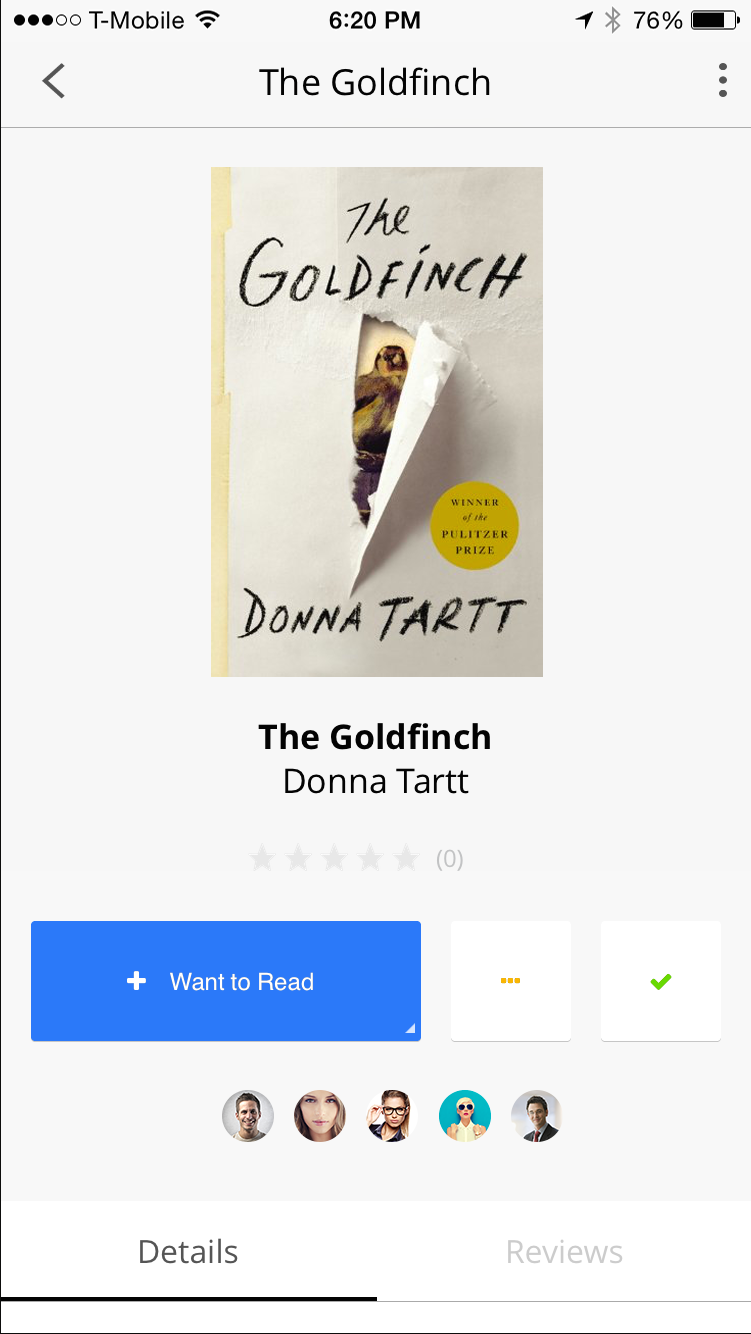 T-Mobile 6:20 PM 76%
The Goldfinch
The
GOLDFINCH
WINNER
of the
PULITZER
PRIZE
DONNA TARTT
The Goldfinch
Donna Tartt
(0)
Want to Read
Details Reviews